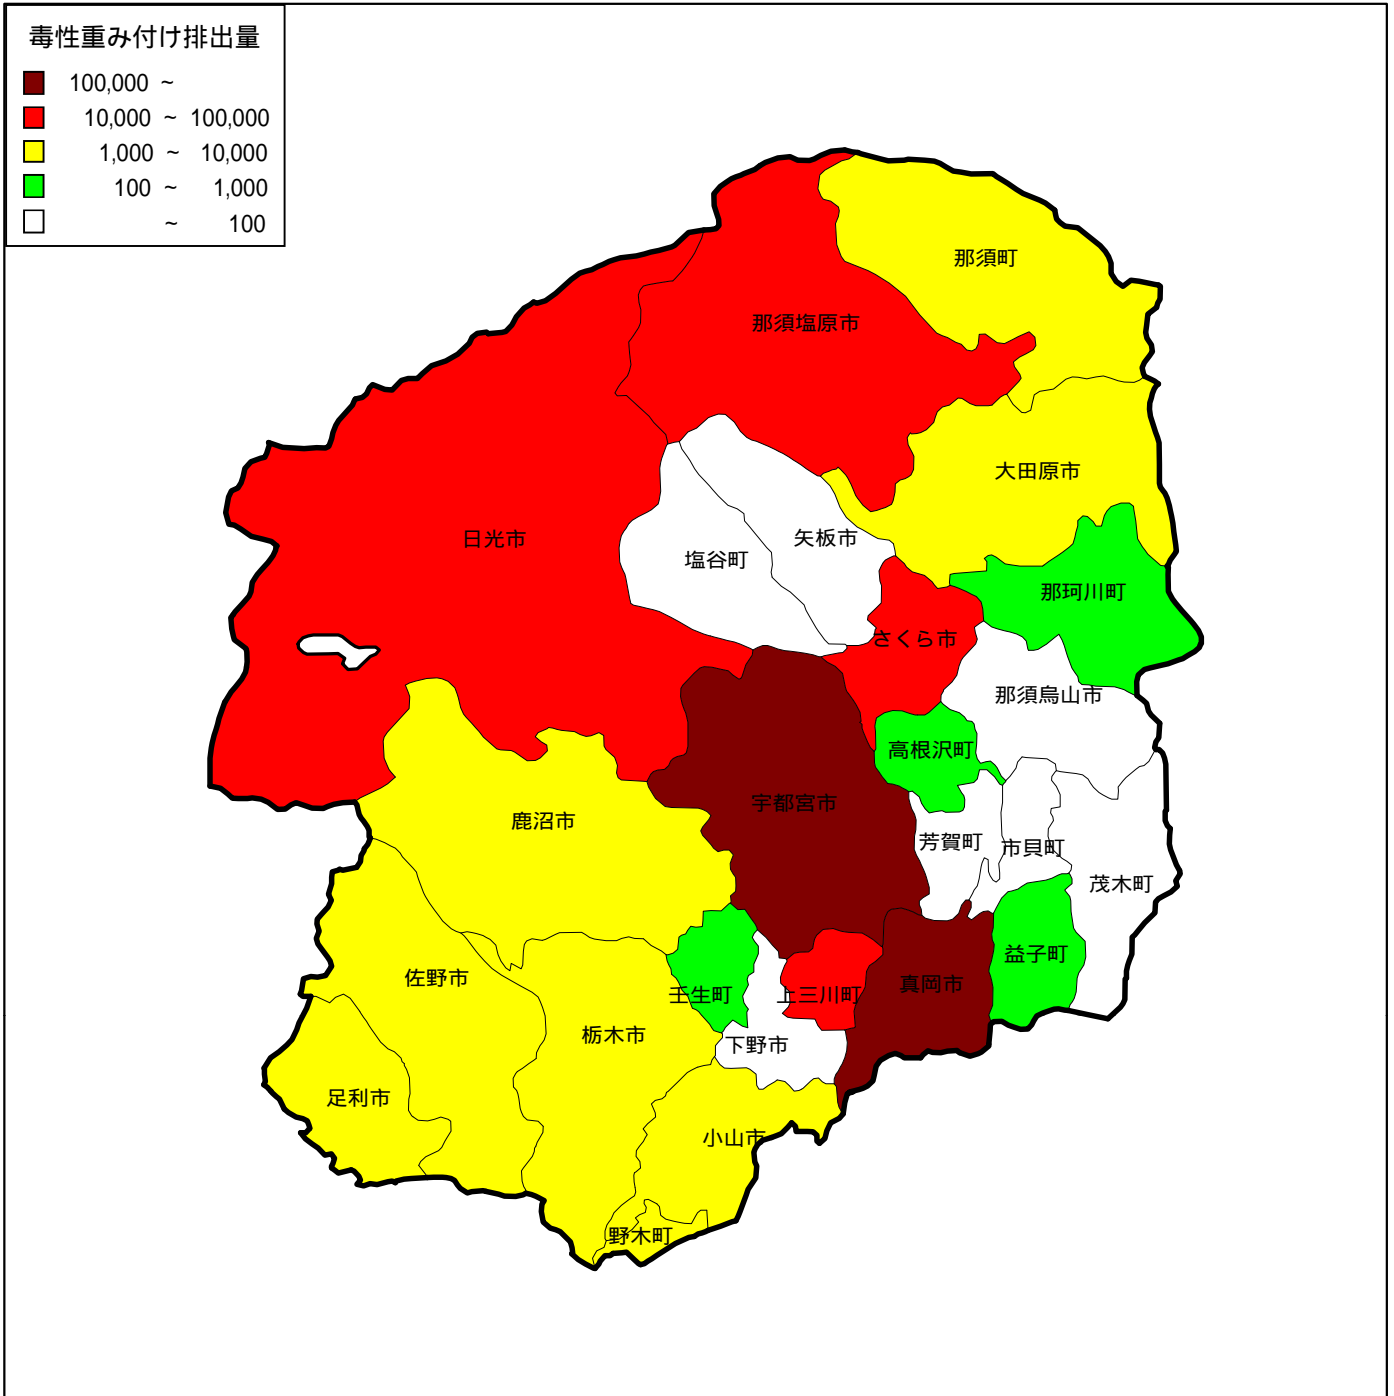 毒性重み付け排出量
100,000 ~
10,000 ~ 100,000
1,000 ~ 10,000
100 ~ 1,000
~ 100
那須町
那須塩原市
大田原市
日光市
矢板市
塩谷町
那珂川町
さくら市
那須烏山市
高根沢町
宇都宮市
鹿沼市
芳賀町
市貝町
茂木町
益子町
佐野市
真岡市
壬生町
上三川町
栃木市
下野市
足利市
小山市
野木町